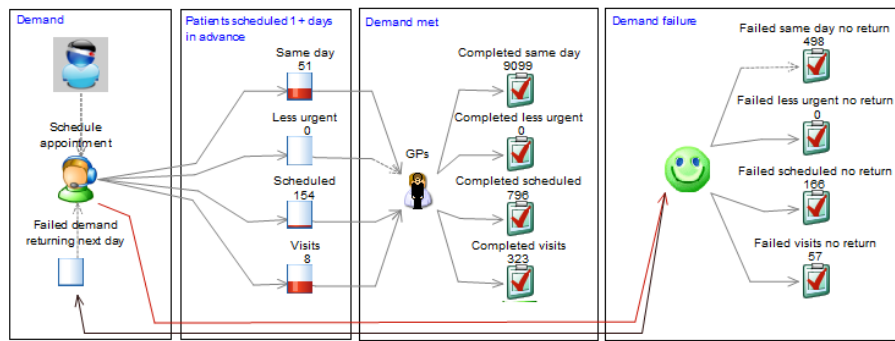 Demand
Schedule
appointment
Failed demand
returning next day
Patients scheduled 1+ days
in advance
Same day
51
Less urgent
0
Scheduled
154
Visits
8
Demand met
GPs
Completed same day
9099
Completed less urgent
0
Completed scheduled
796
Completed visits
323
Demand failure
Failed same day no return
498
Failed less urgent no return
0
Failed scheduled no return
166
Failed visits no return
57